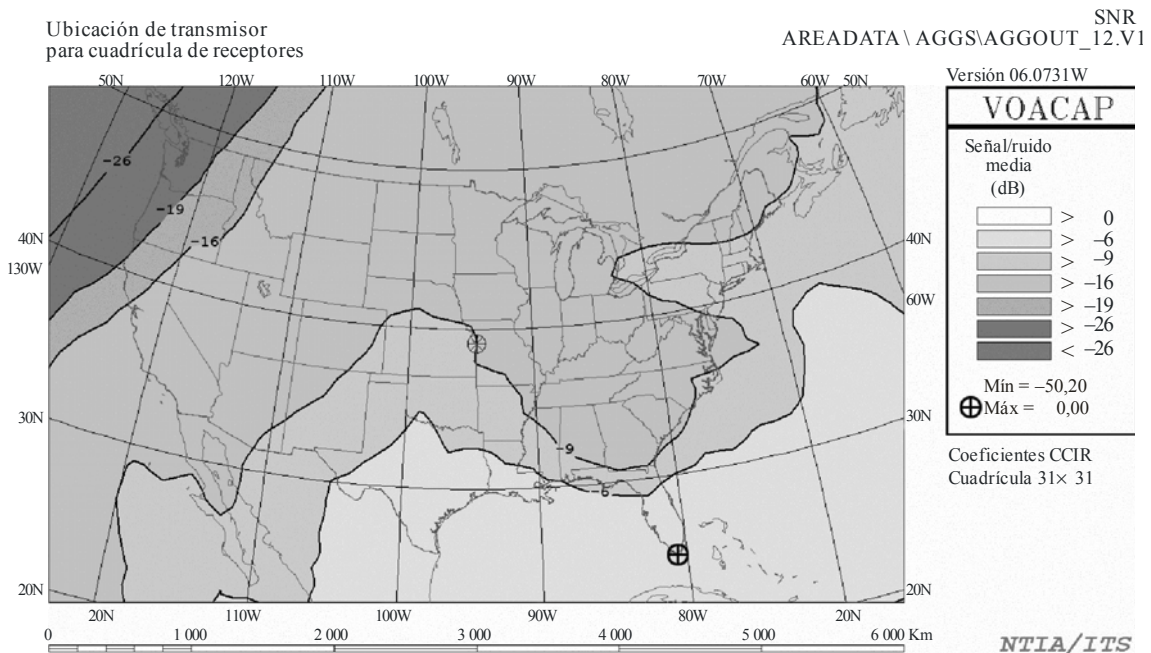 Ubicación de transmisor
para cuadrícula de receptores
SNR
AREADATA \ AGGS\AGGOUT_12.V1
50N 120W 110W 100W 90W 80W 70W 60W 50N
Versión 06.0731W
VOACAP
Señal/ruido
media
(dB)
> 0
> –6
> –9
> –16
> –19
> –26
< –26
Mín = –50,20
Máx = 0,00
Coeficientes CCIR
Cuadrícula 31× 31
-26
-19
-16
-9
-6
40N
130W
30N
20N
40N
60W
30N
20N
20N 110W 100W 90W 80W 20N
0 1 000 2 000 3 000 4 000 5 000 6 000 Km
NTIA/ITS